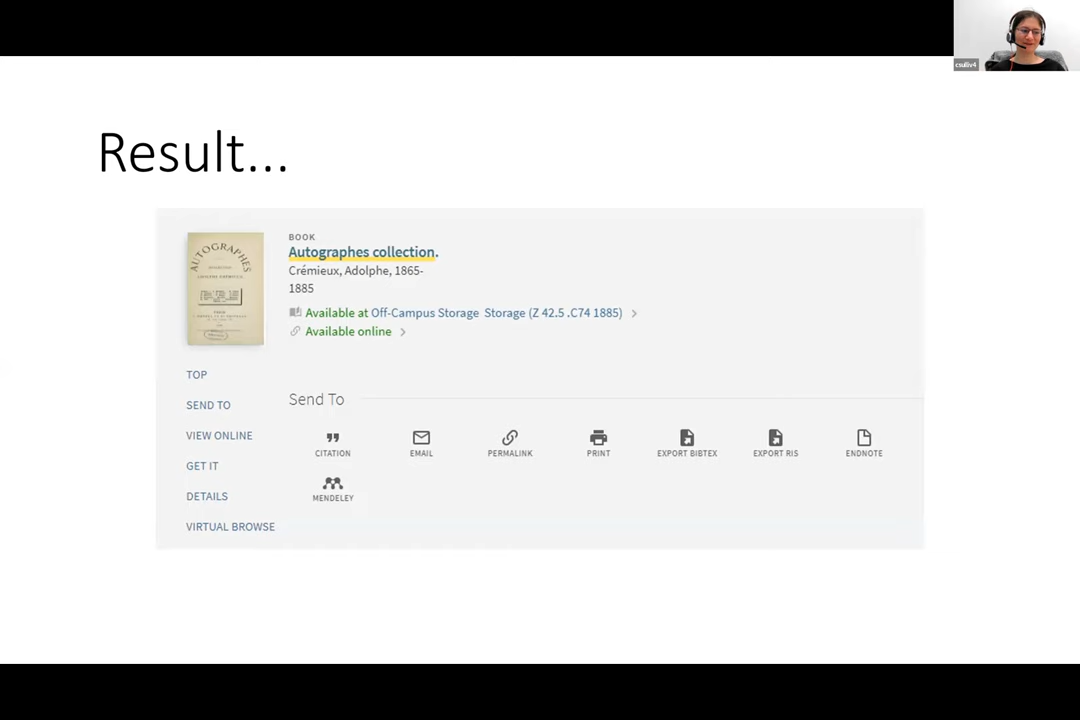 csuliv4
Result...
AUTOGRAPHES
BOOK
Autographes collection.
Crémieux, Adolphe, 1865-
1885
Available at Off-Campus Storage Storage (Z 42.5 .C74 1885)
Available online
TOP
SEND TO
VIEW ONLINE
GET IT
DETAILS
VIRTUAL BROWSE
Send To
CITATION
EMAIL
PERMALINK
PRINT
EXPORT BIBTEX
EXPORT RIS
ENDNOTE
MENDELEY